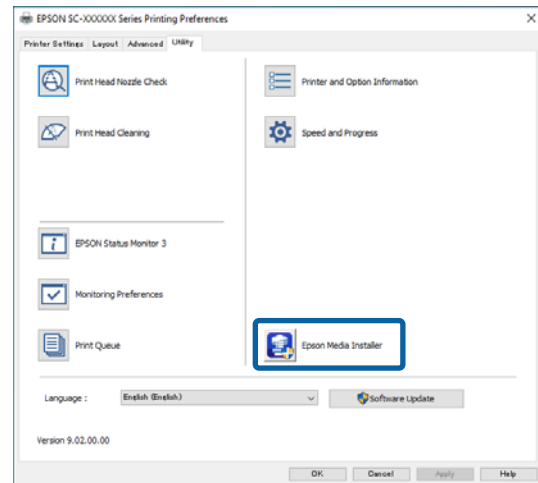 EPSON SC-XXXXXX Series Printing Preferences
Printer Settings Layout Advanced Utility
Print Head Nozzle Check
Printer and Option Information
Print Head Cleaning
Speed and Progress
EPSON Status Monitor 3
Monitoring Preferences
Print Queue
Epson Media Installer
Language : English (English) Software Update
Version 9.02.00.00
OK Cancel Apply Help